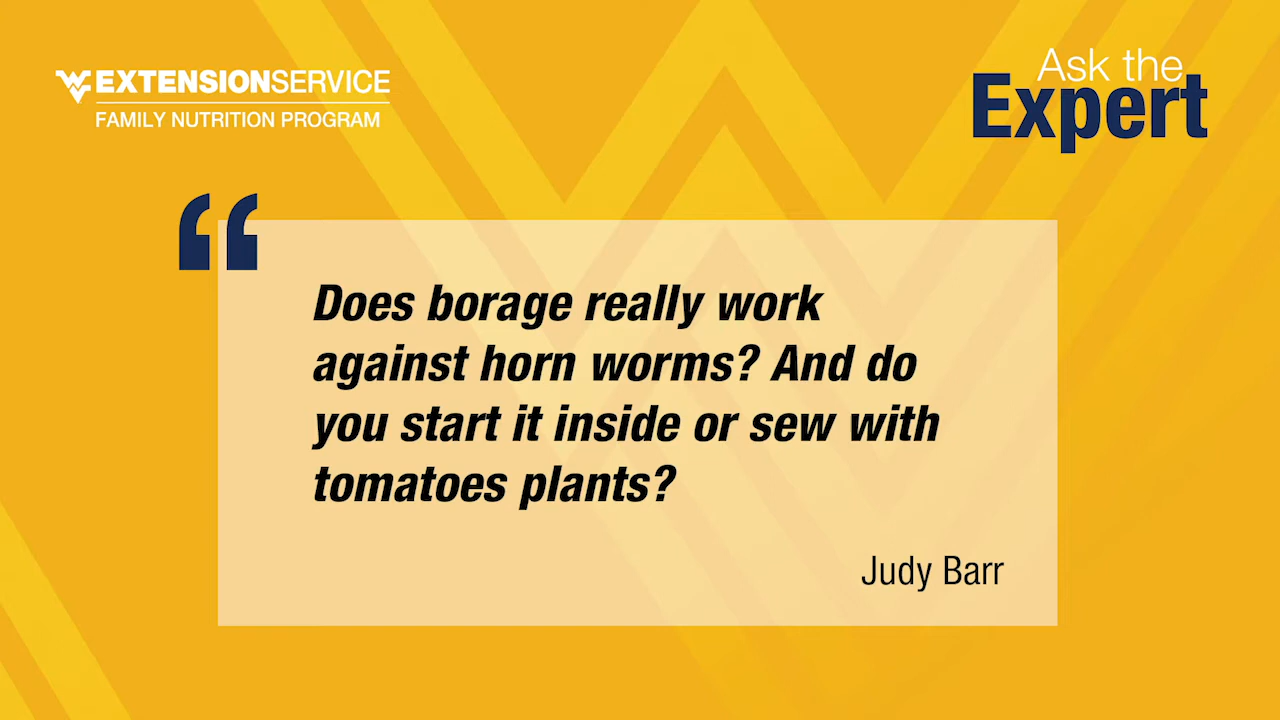 EXTENSIONSERVICE
FAMILY NUTRITION PROGRAM
Ask the
Expert
“
Does borage really work
against horn worms? And do
you start it inside or sew with
tomatoes plants?
Judy Barr